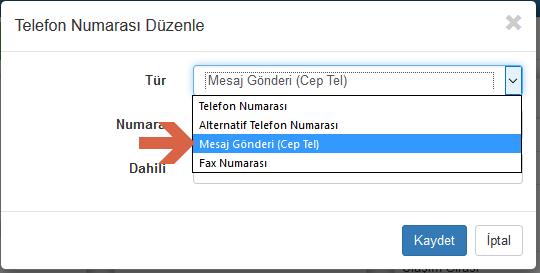 Telefon Numarası Düzenle
Tür
Mesaj Gönderi (Cep Tel)
Telefon Numarası
Numara
Alternatif Telefon Numarası
Mesaj Gönderi (Cep Tel)
Dahili
Fax Numarası
Kaydet
İptal